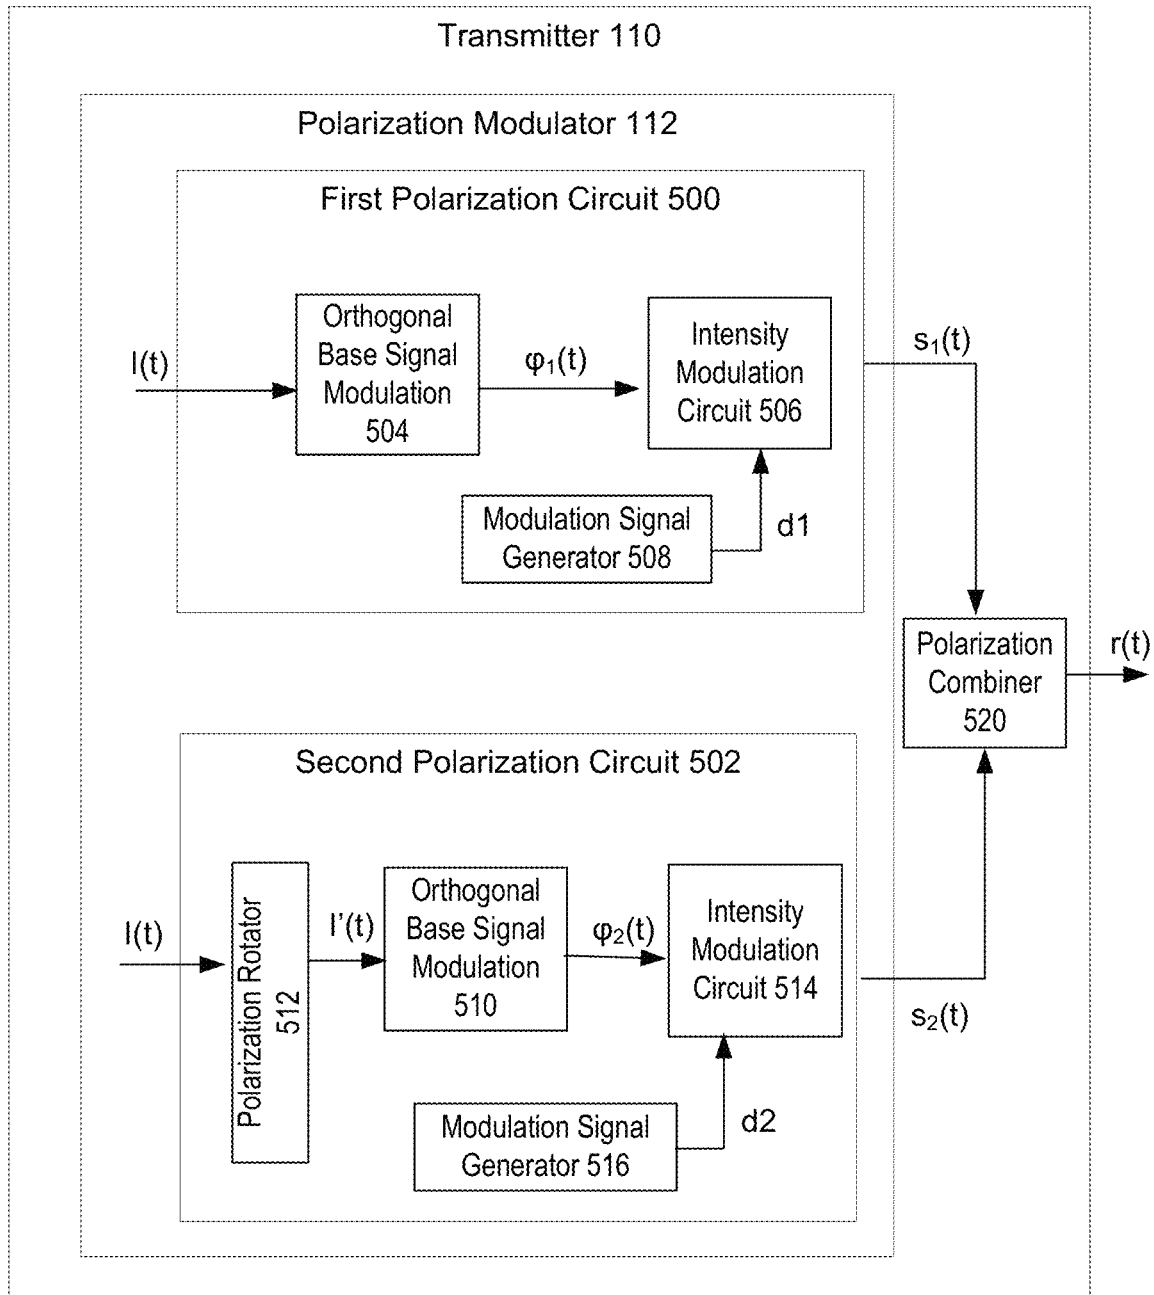 Transmitter 110
Polarization Modulator 112
First Polarization Circuit 500
I(t)
Orthogonal
Base Signal
Modulation
504
φ₁(t)
Intensity
Modulation
Circuit 506
s₁(t)
Modulation Signal
Generator 508
d1
Polarization
Combiner
520
r(t)
Second Polarization Circuit 502
I(t)
Polarization Rotator
512
I’(t)
Orthogonal
Base Signal
Modulation
510
φ₂(t)
Intensity
Modulation
Circuit 514
s₂(t)
Modulation Signal
Generator 516
d2